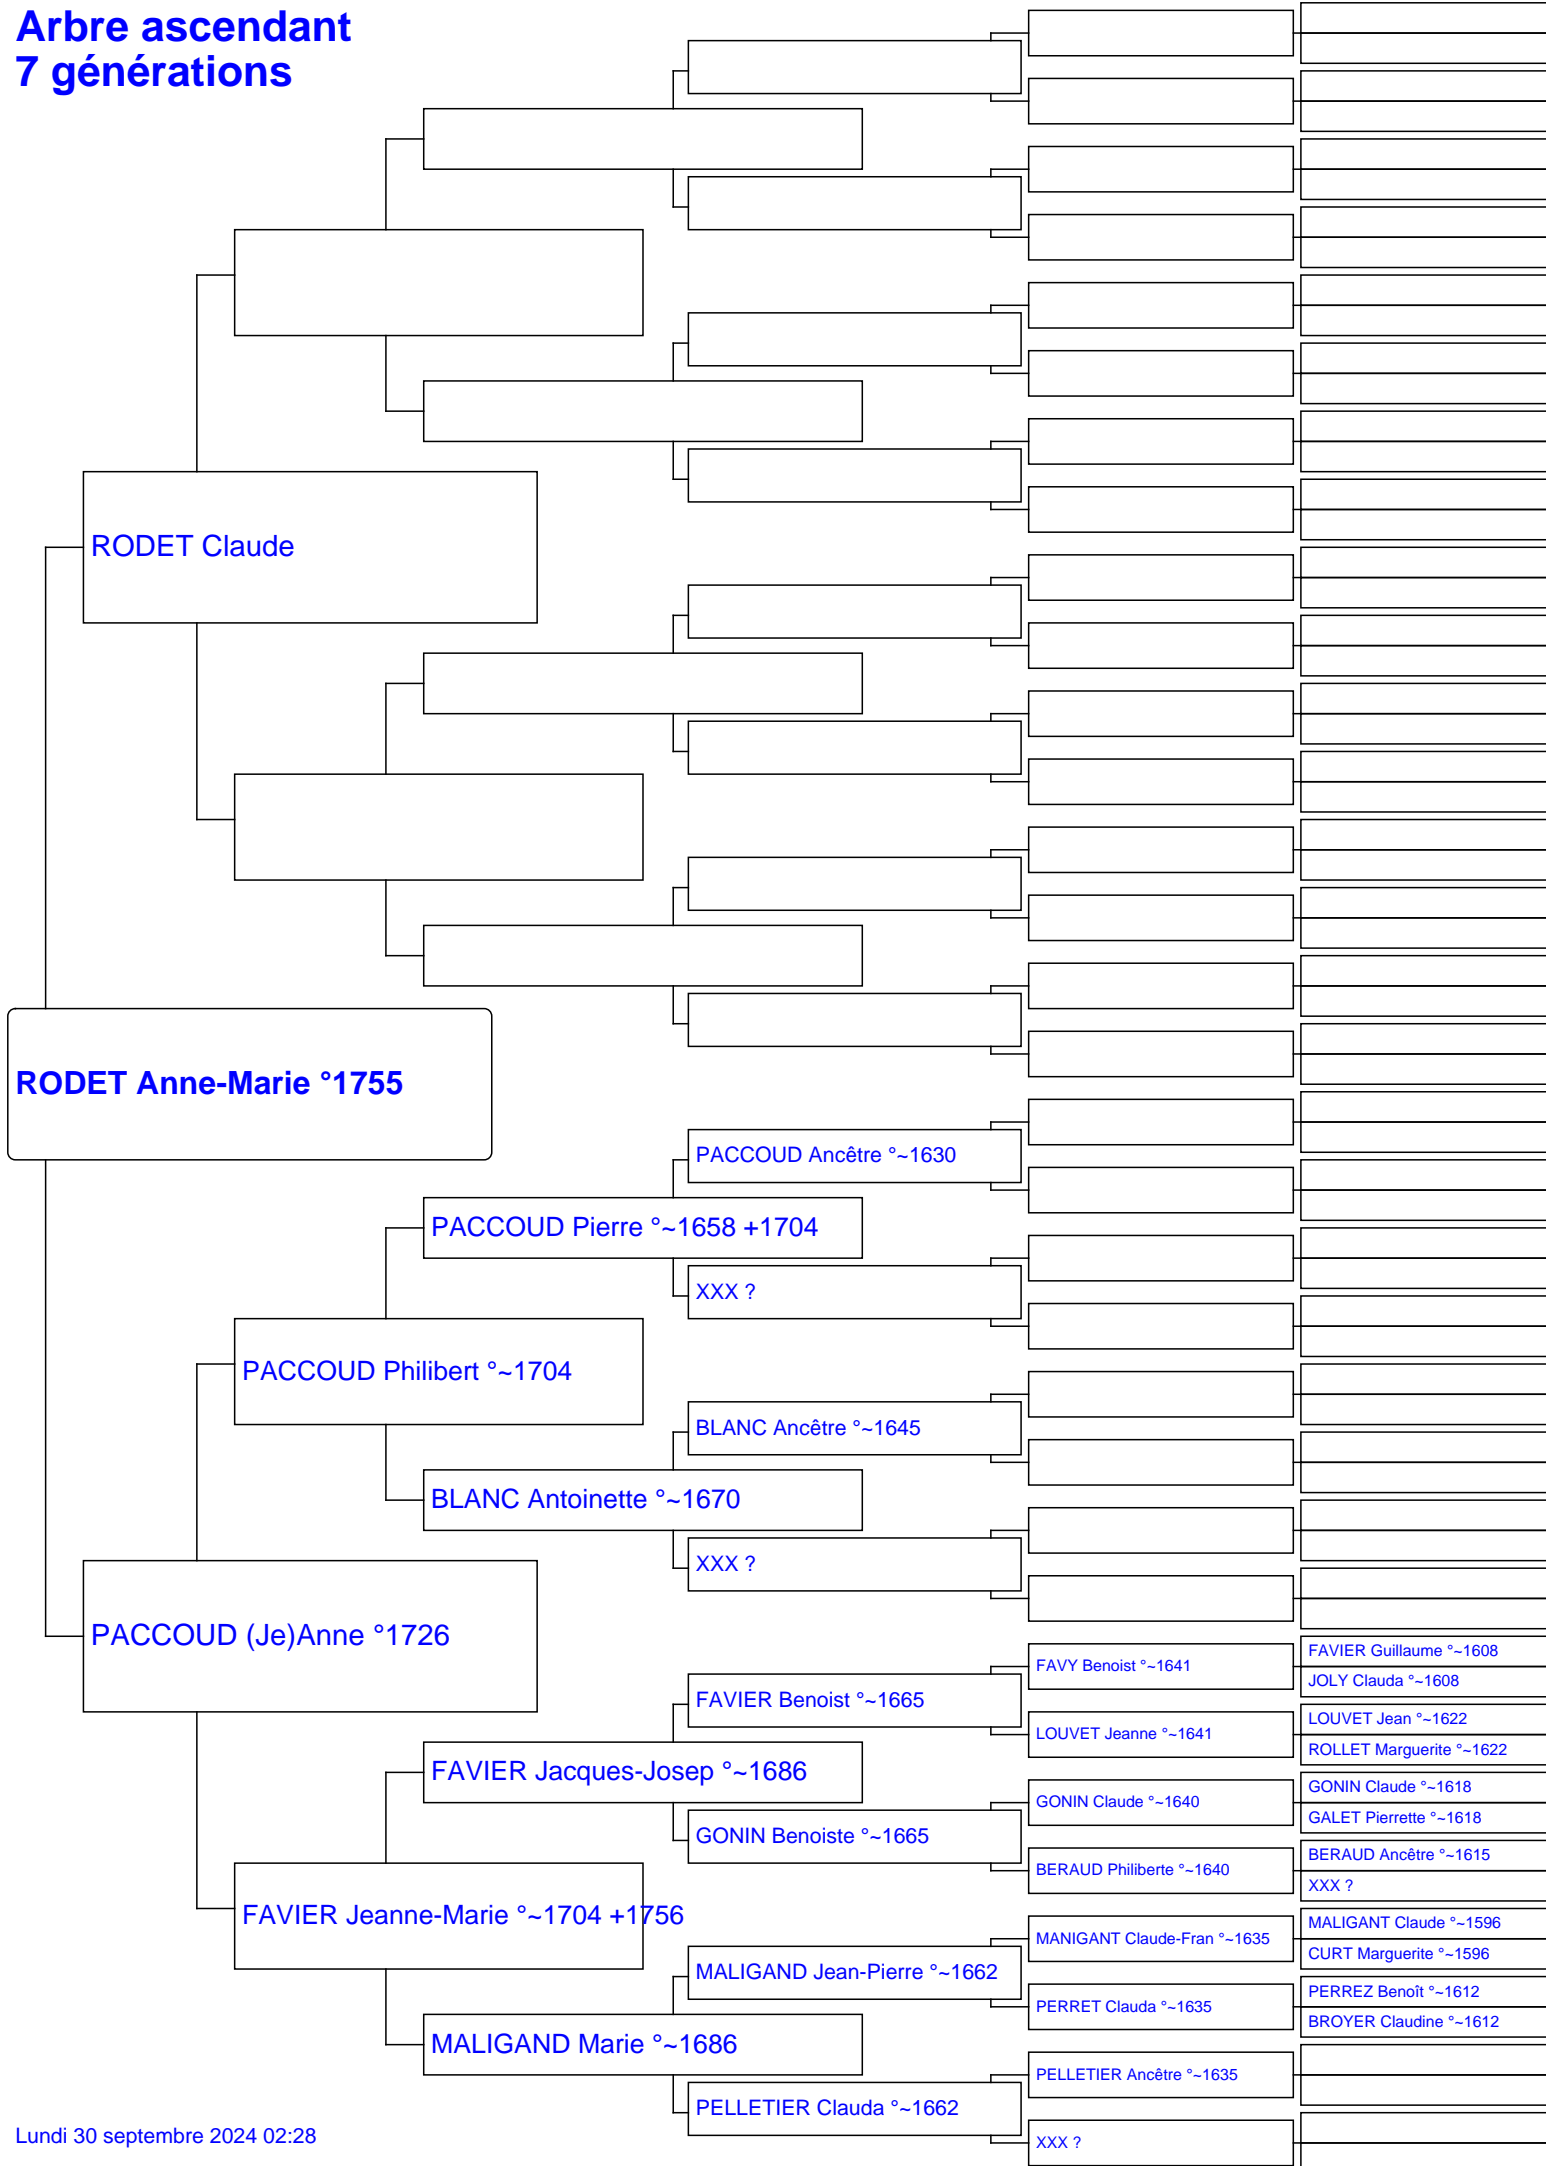 Arbre ascendant
7 générations
RODET Claude
RODET Anne-Marie °1755
PACCOUD Ancêtre °~1630
PACCOUD Pierre °~1658 +1704
XXX ?
PACCOUD Philibert °~1704
BLANC Ancêtre °~1645
BLANC Antoinette °~1670
XXX ?
PACCOUD (Je)Anne °1726
FAVIER Guillaume °~1608
FAVY Benoist °~1641
JOLY Clauda °~1608
FAVIER Benoist °~1665
LOUVET Jean °~1622
LOUVET Jeanne °~1641
ROLLET Marguerite °~1622
FAVIER Jacques-Josep °~1686
GONIN Claude °~1618
GONIN Claude °~1640
GALET Pierrette °~1618
GONIN Benoiste °~1665
BERAUD Ancêtre °~1615
BERAUD Philiberte °~1640
XXX ?
FAVIER Jeanne-Marie °~1704 +1756
MALIGANT Claude °~1596
MANIGANT Claude-Fran °~1635
CURT Marguerite °~1596
MALIGAND Jean-Pierre °~1662
PERREZ Benoît °~1612
PERRET Clauda °~1635
BROYER Claudine °~1612
MALIGAND Marie °~1686
PELLETIER Ancêtre °~1635
PELLETIER Clauda °~1662
XXX ?
Lundi 30 septembre 2024 02:28